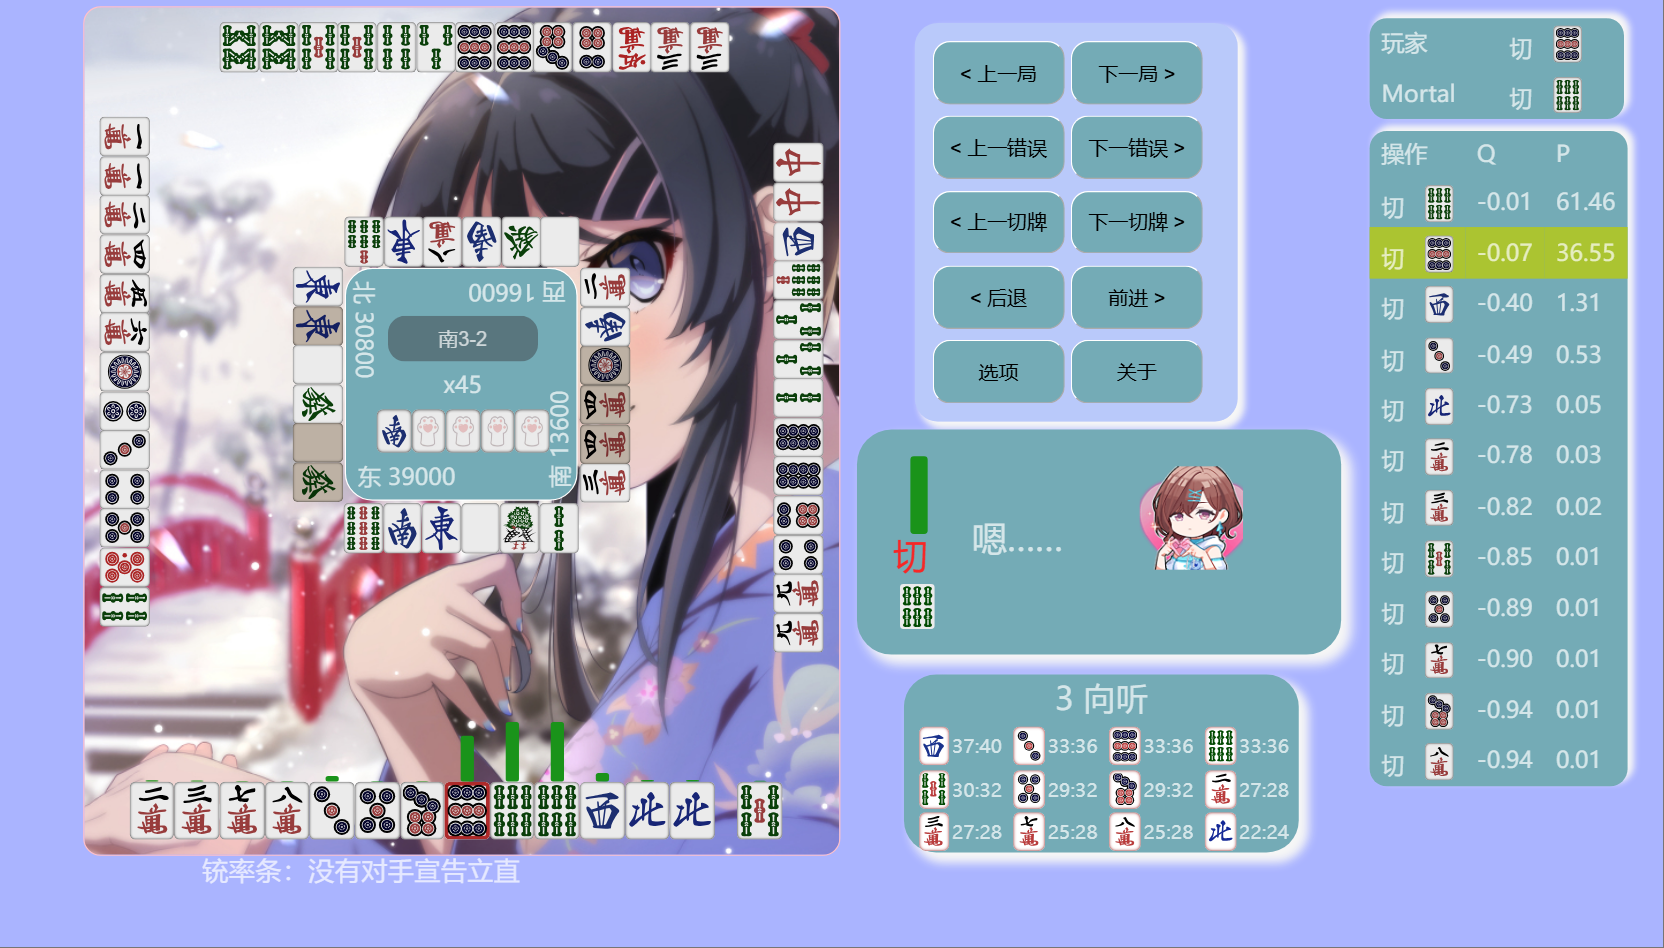 < 上一局
下一局 >
< 上一错误
下一错误 >
< 上一切牌
下一切牌 >
< 后退
前进 >
选项
关于
北 30800
西 16600
南3-2
x45
东 39000
南 13600
切
嗯......
3 向听
37:40
33:36
33:36
33:36
30:32
29:32
29:32
27:28
27:28
25:28
25:28
22:24
玩家 切
Mortal 切
操作 Q P
切 -0.01 61.46
切 -0.07 36.55
切 -0.40 1.31
切 -0.49 0.53
切 -0.73 0.05
切 -0.78 0.03
切 -0.82 0.02
切 -0.85 0.01
切 -0.89 0.01
切 -0.90 0.01
切 -0.94 0.01
切 -0.94 0.01
铳率条：没有对手宣告立直